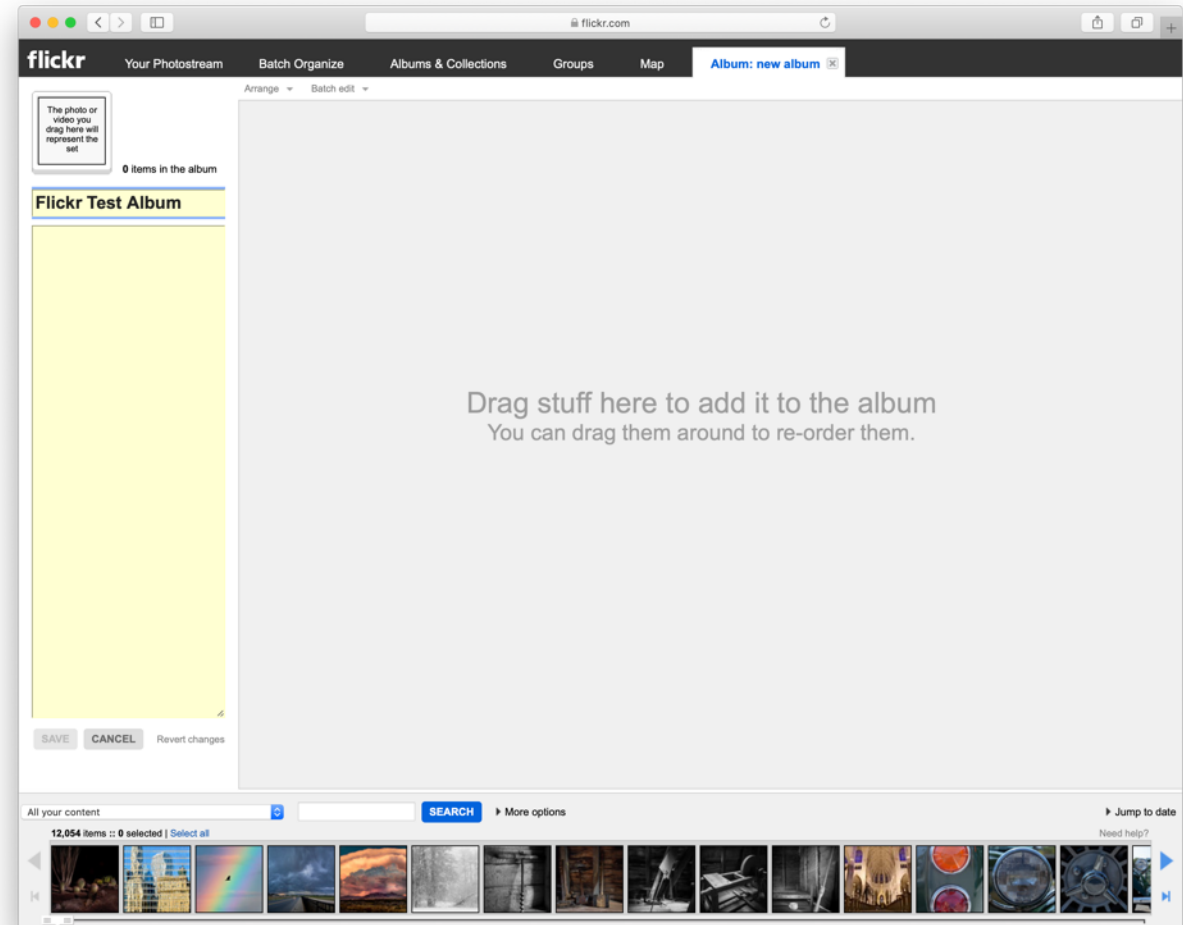 flickr.com
flickr
Your Photostream
Batch Organize
Albums & Collections
Groups
Map
Album: new album
Arrange
Batch edit
The photo or
video you
drag here will
represent the
set
0 items in the album
Flickr Test Album
Drag stuff here to add it to the album
You can drag them around to re-order them.
SAVE
CANCEL
Revert changes
All your content
SEARCH
More options
Jump to date
12,054 items :: 0 selected | Select all
Need help?